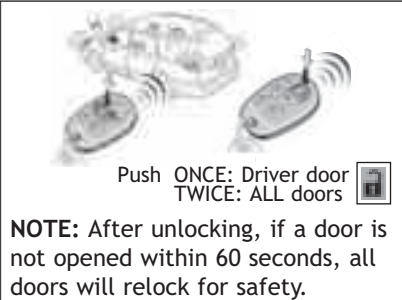 Push ONCE: Driver door
TWICE: ALL doors
NOTE: After unlocking, if a door is
not opened within 60 seconds, all
doors will relock for safety.